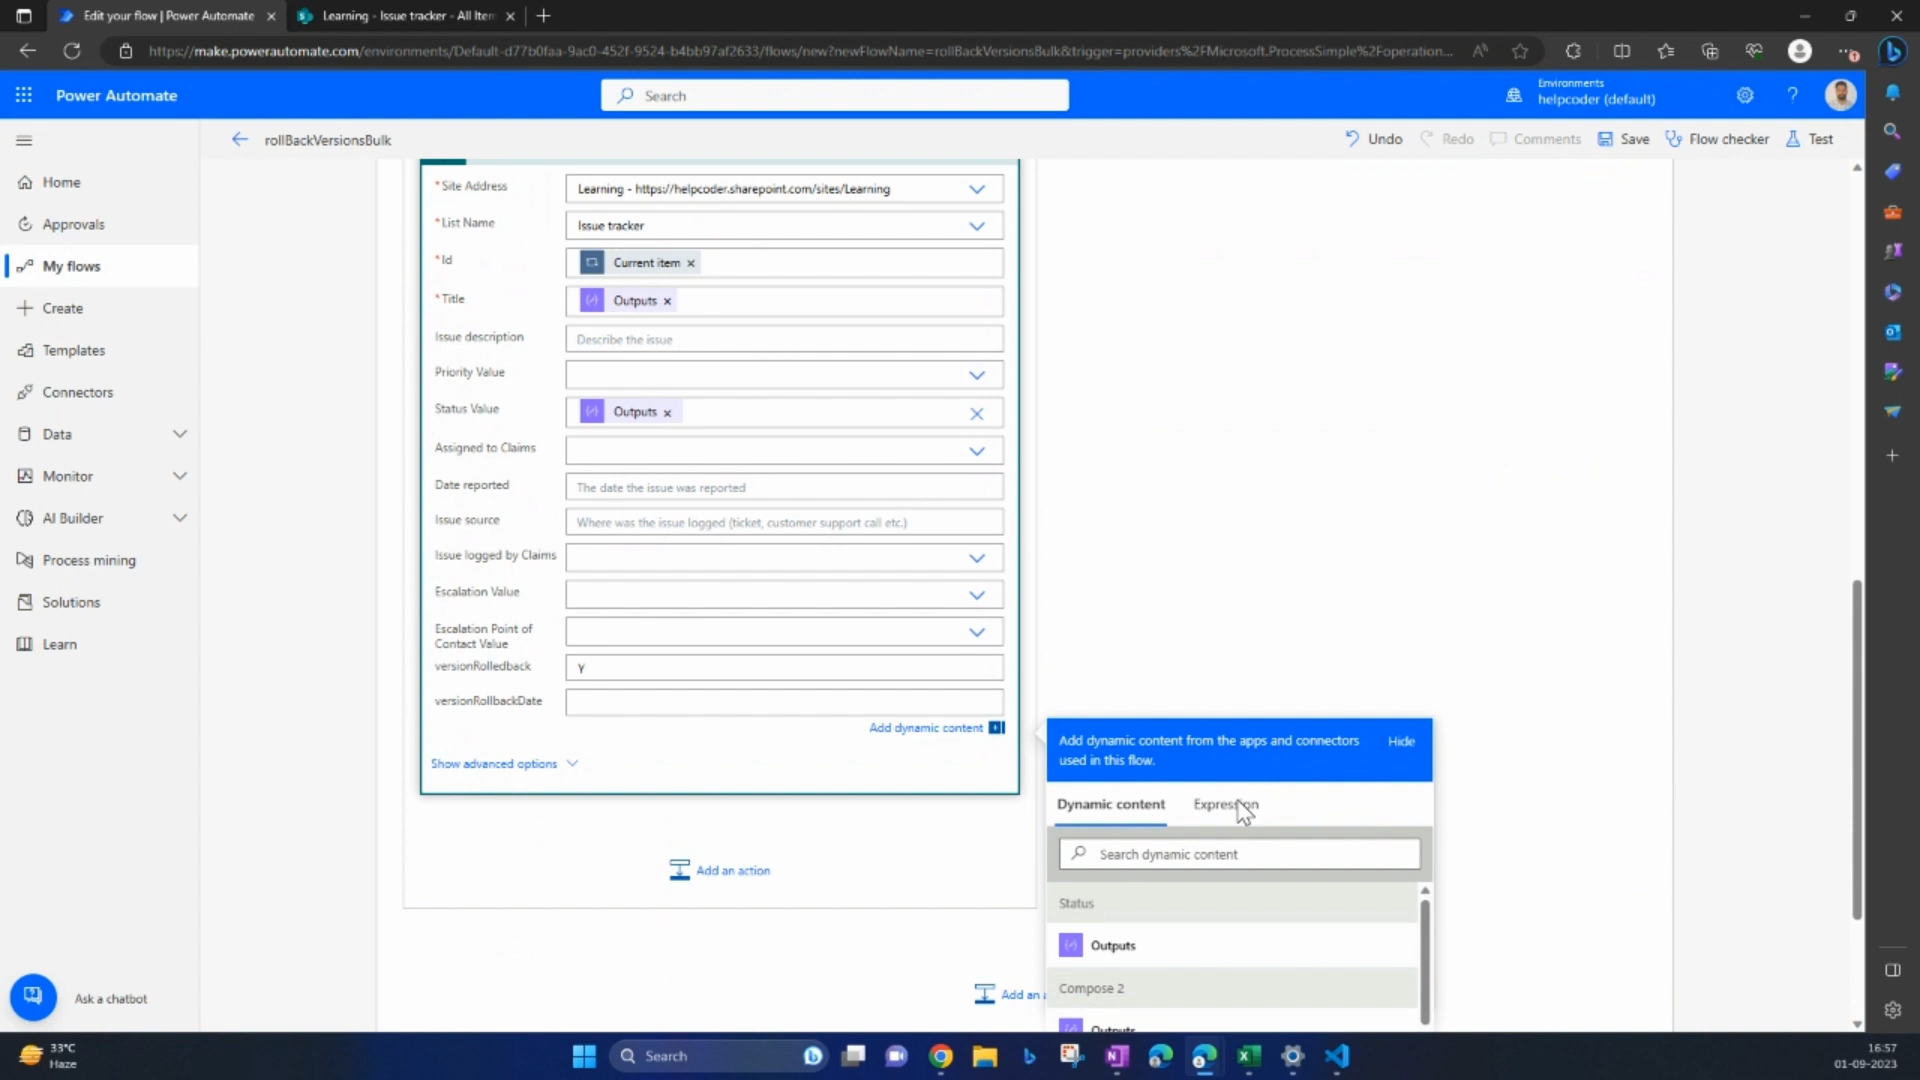 Edit your flow | Power Automate
Learning - Issue tracker - All Iten
https://make.powerautomate.com/environments/Default-d77b0faa-9ac0-452f-9524-b4bb97af2633/flows/new?newFlowName=rollBackVersionsBulk&trigger=providers%2FMicrosoft.ProcessSimple%2Foperation...
Power Automate
Search
Environments
helpcoder (default)
rollBackVersionsBulk
Undo
Redo
Comments
Save
Flow checker
Test
Home
Approvals
My flows
Create
Templates
Connectors
Data
Monitor
AI Builder
Process mining
Solutions
Learn
Ask a chatbot
* Site Address
Learning - https://helpcoder.sharepoint.com/sites/Learning
* List Name
Issue tracker
* Id
Current item
* Title
Outputs
Issue description
Describe the issue
Priority Value
Status Value
Outputs
Assigned to Claims
Date reported
The date the issue was reported
Issue source
Where was the issue logged (ticket, customer support call etc.)
Issue logged by Claims
Escalation Value
Escalation Point of
Contact Value
versionRolledback
Y
versionRollbackDate
Add dynamic content
Show advanced options
Add an action
Add an a
Add dynamic content from the apps and connectors
used in this flow.
Hide
Dynamic content
Expression
Search dynamic content
Status
Outputs
Compose 2
Outputs
33°C
Haze
Search
16:57
01-09-2023